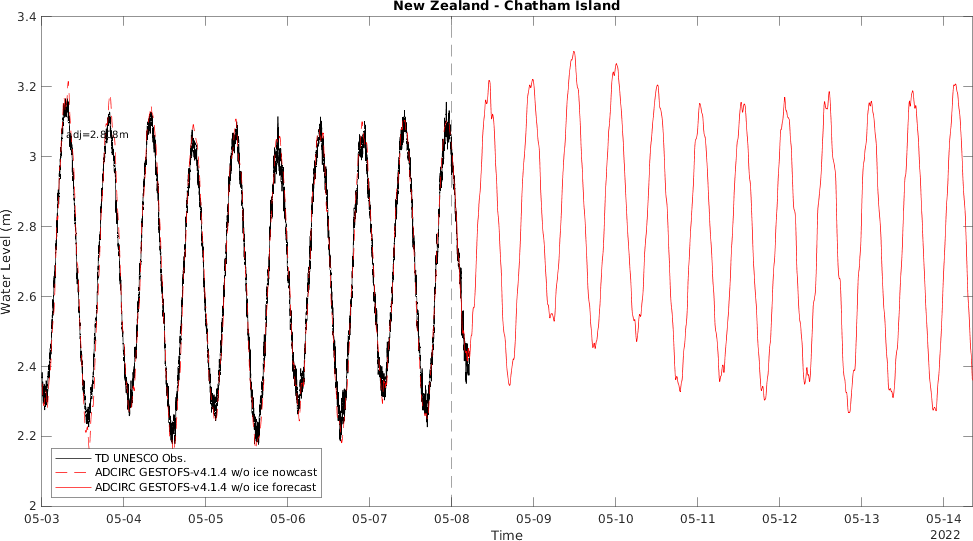 New Zealand - Chatham Island
3.4
3.2
3
2.8
2.6
2.4
2.2
2
Water Level (m)
TD UNESCO Obs.
ADCIRC GESTOFS-v4.1.4 w/o ice nowcast
ADCIRC GESTOFS-v4.1.4 w/o ice forecast
05-03 05-04 05-05 05-06 05-07 05-08 05-09 05-10 05-11 05-12 05-13 05-14
Time
2022